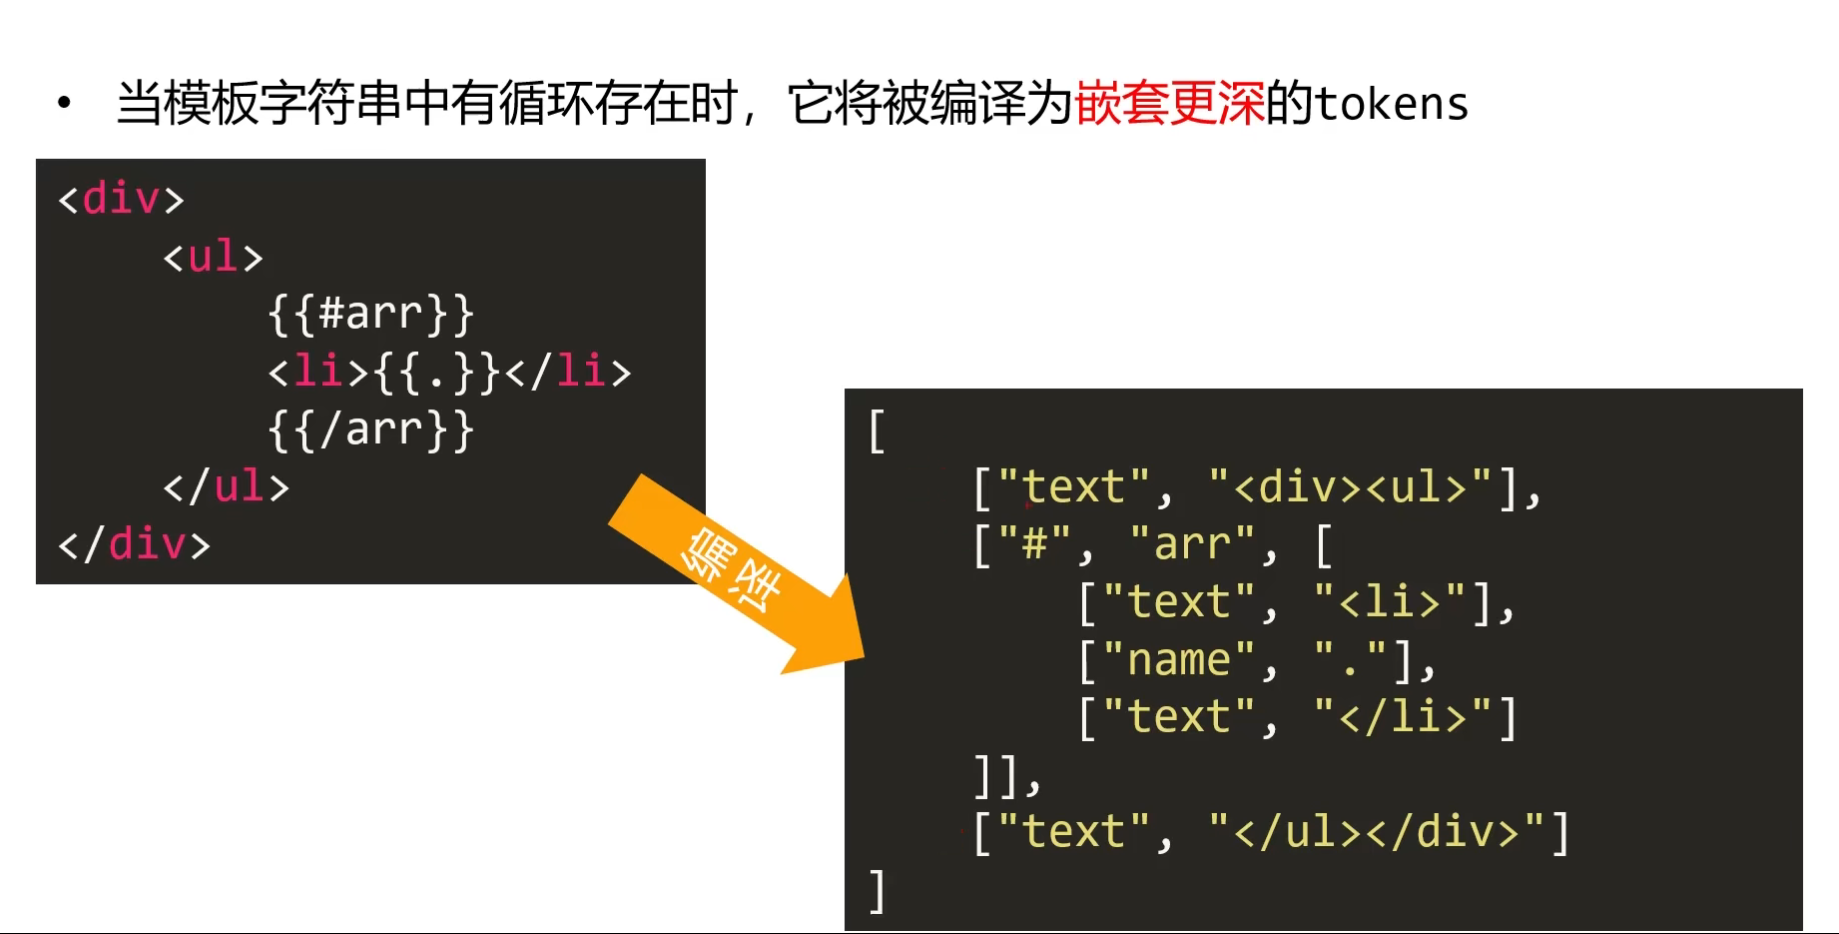 • 当模板字符串中有循环存在时，它将被编译为嵌套更深的tokens
<div>
<ul>
{{#arr}}
<li>{{.}}</li>
{{/arr}}
</ul>
</div>
编译
[
["text", "<div><ul>"],
["#", "arr", [
["text", "<li>"],
["name", "."],
["text", "</li>"]
]],
["text", "</ul></div>"]
]